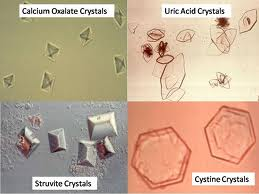 Calcium Oxalate Crystals
Uric Acid Crystals
Struvite Crystals
Cystine Crystals